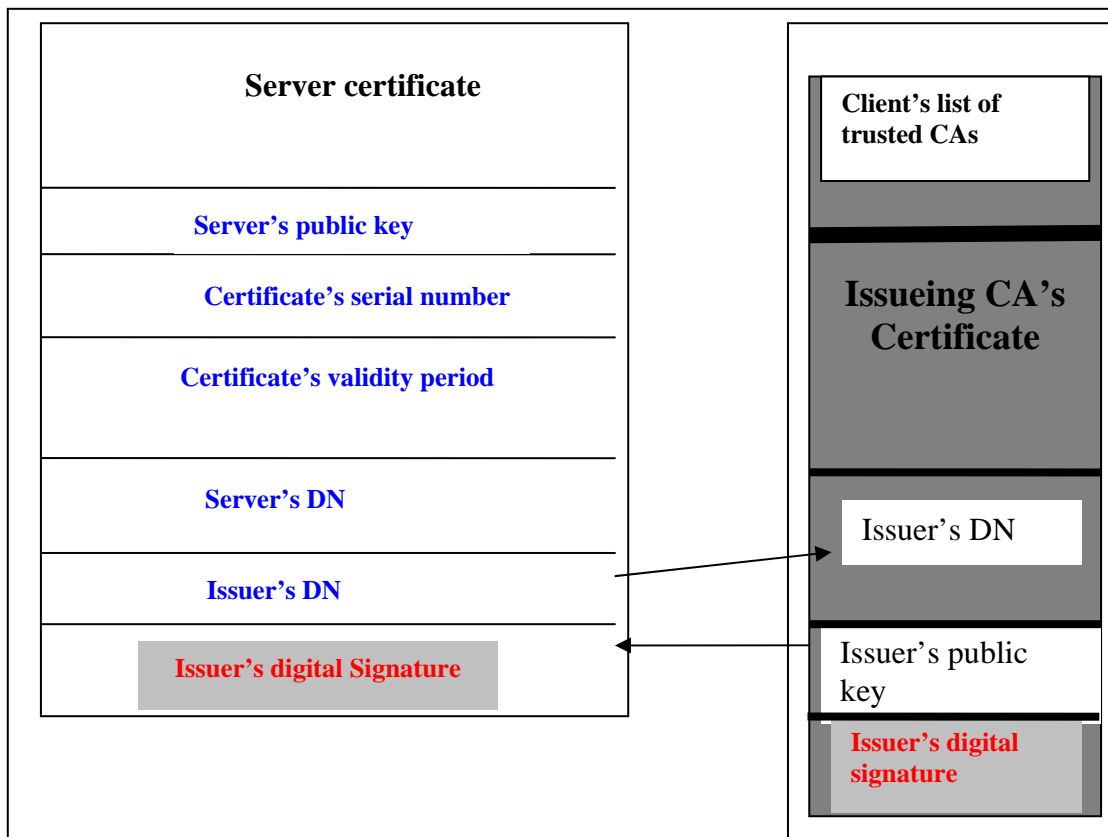 Server certificate
Server’s public key
Certificate’s serial number
Certificate’s validity period
Server’s DN
Issuer’s DN
Issuer’s digital Signature
Client’s list of
trusted CAs
Issueing CA’s
Certificate
Issuer’s DN
Issuer’s public
key
Issuer’s digital
signature